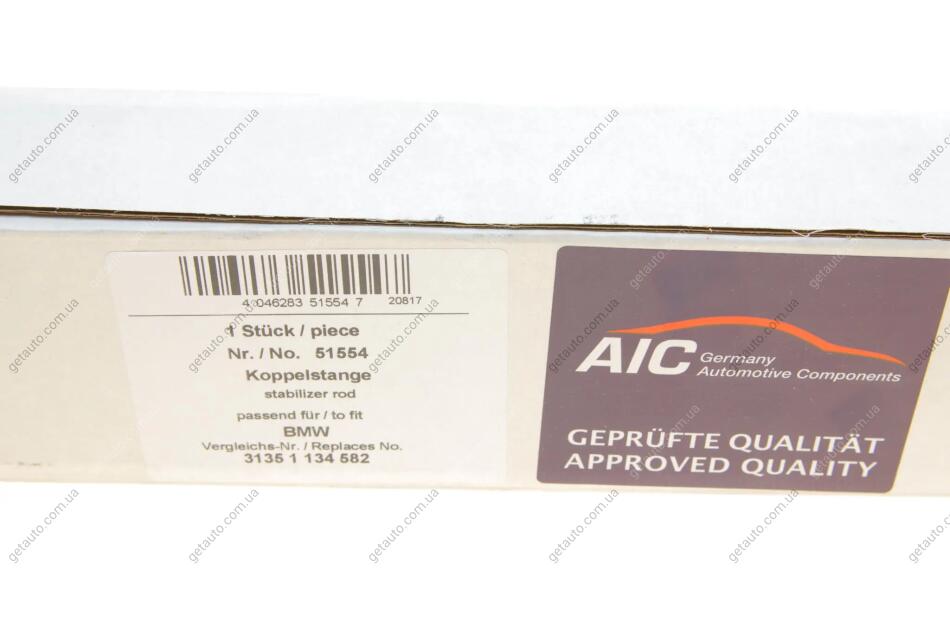 4 046283 51554 7 20817
1 Stück / piece
Nr. / No. 51554
Koppelstange
stabilizer rod
passend für / to fit
BMW
Vergleichs-Nr. / Replaces No.
3135 1 134 582
AIC Germany
Automotive Components
GEPRÜFTE QUALITÄT
APPROVED QUALITY
getauto.com.ua